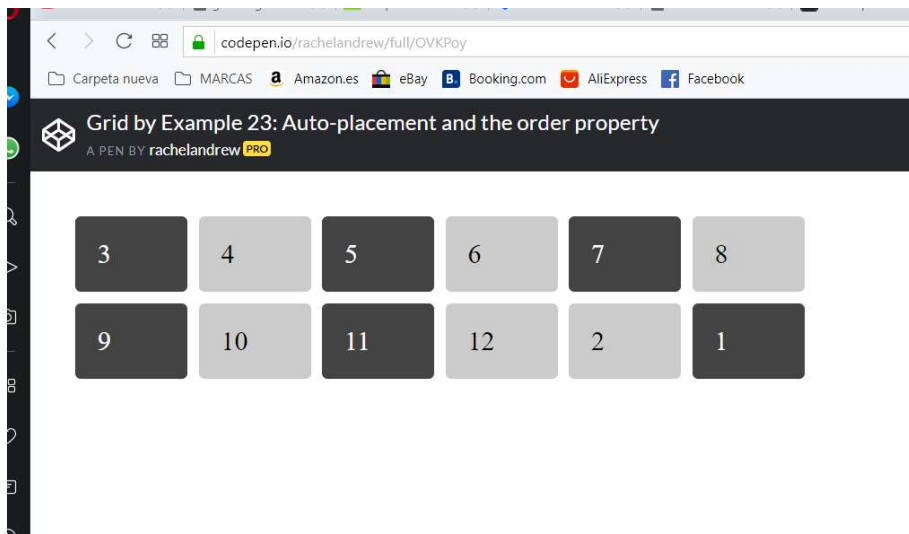 codepen.io/rachelandrew/full/OVKPoy
Carpeta nueva MARCAS a Amazon.es eBay B. Booking.com AliExpress f Facebook
Grid by Example 23: Auto-placement and the order property
A PEN BY rachelandrew PRO
3 4 5 6 7 8
9 10 11 12 2 1